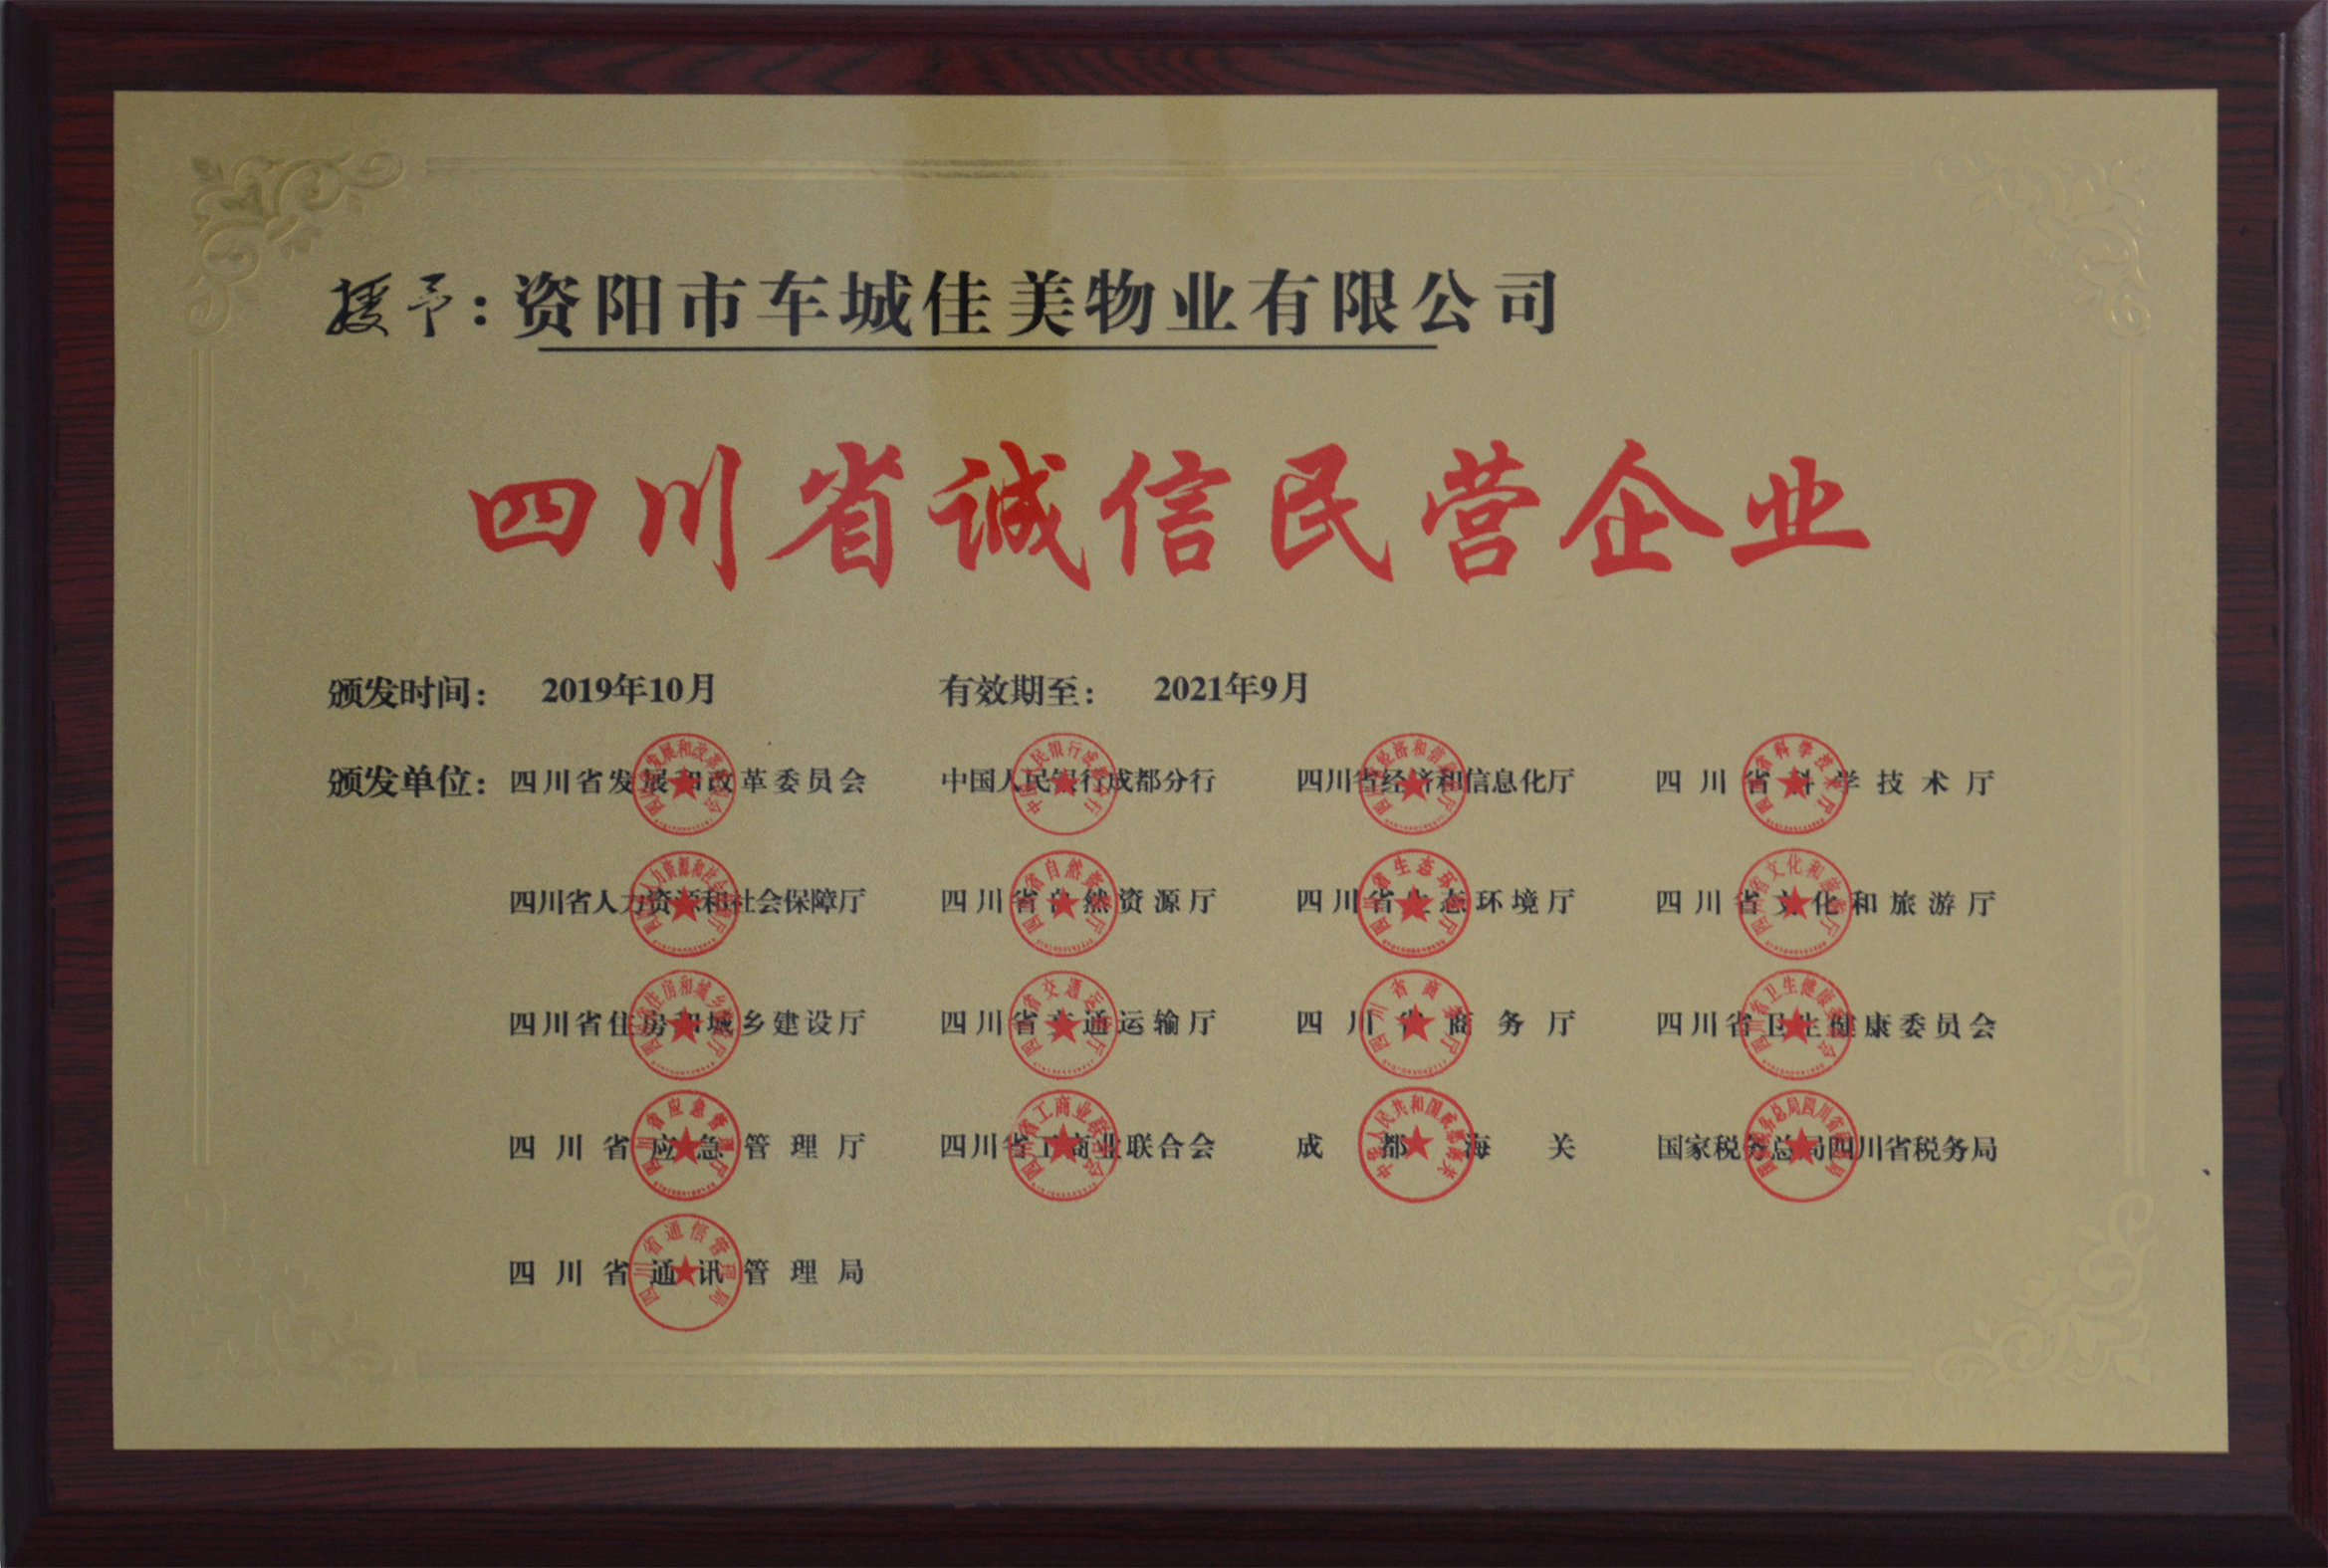 授予：资阳市车城佳美物业有限公司
四川省诚信民营企业
颁发时间： 2019年10月 有效期至： 2021年9月
颁发单位：四川省发展和改革委员会 中国人民银行成都分行 四川省经济和信息化厅 四川省科学技术厅
四川省人力资源和社会保障厅 四川省自然资源厅 四川省生态环境厅 四川省文化和旅游厅
四川省住房和城乡建设厅 四川省交通运输厅 四川省商务厅 四川省卫生健康委员会
四川省应急管理厅 四川省工商业联合会 成都海关 国家税务总局四川省税务局
四川省通讯管理局